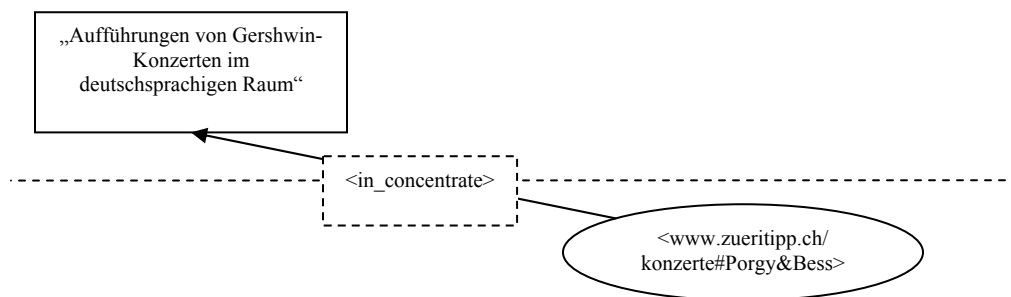 „Aufführungen von Gershwin-
Konzerten im
deutschsprachigen Raum“
<in_concentrate>
<www.zueritipp.ch/
konzerte#Porgy&Bess>